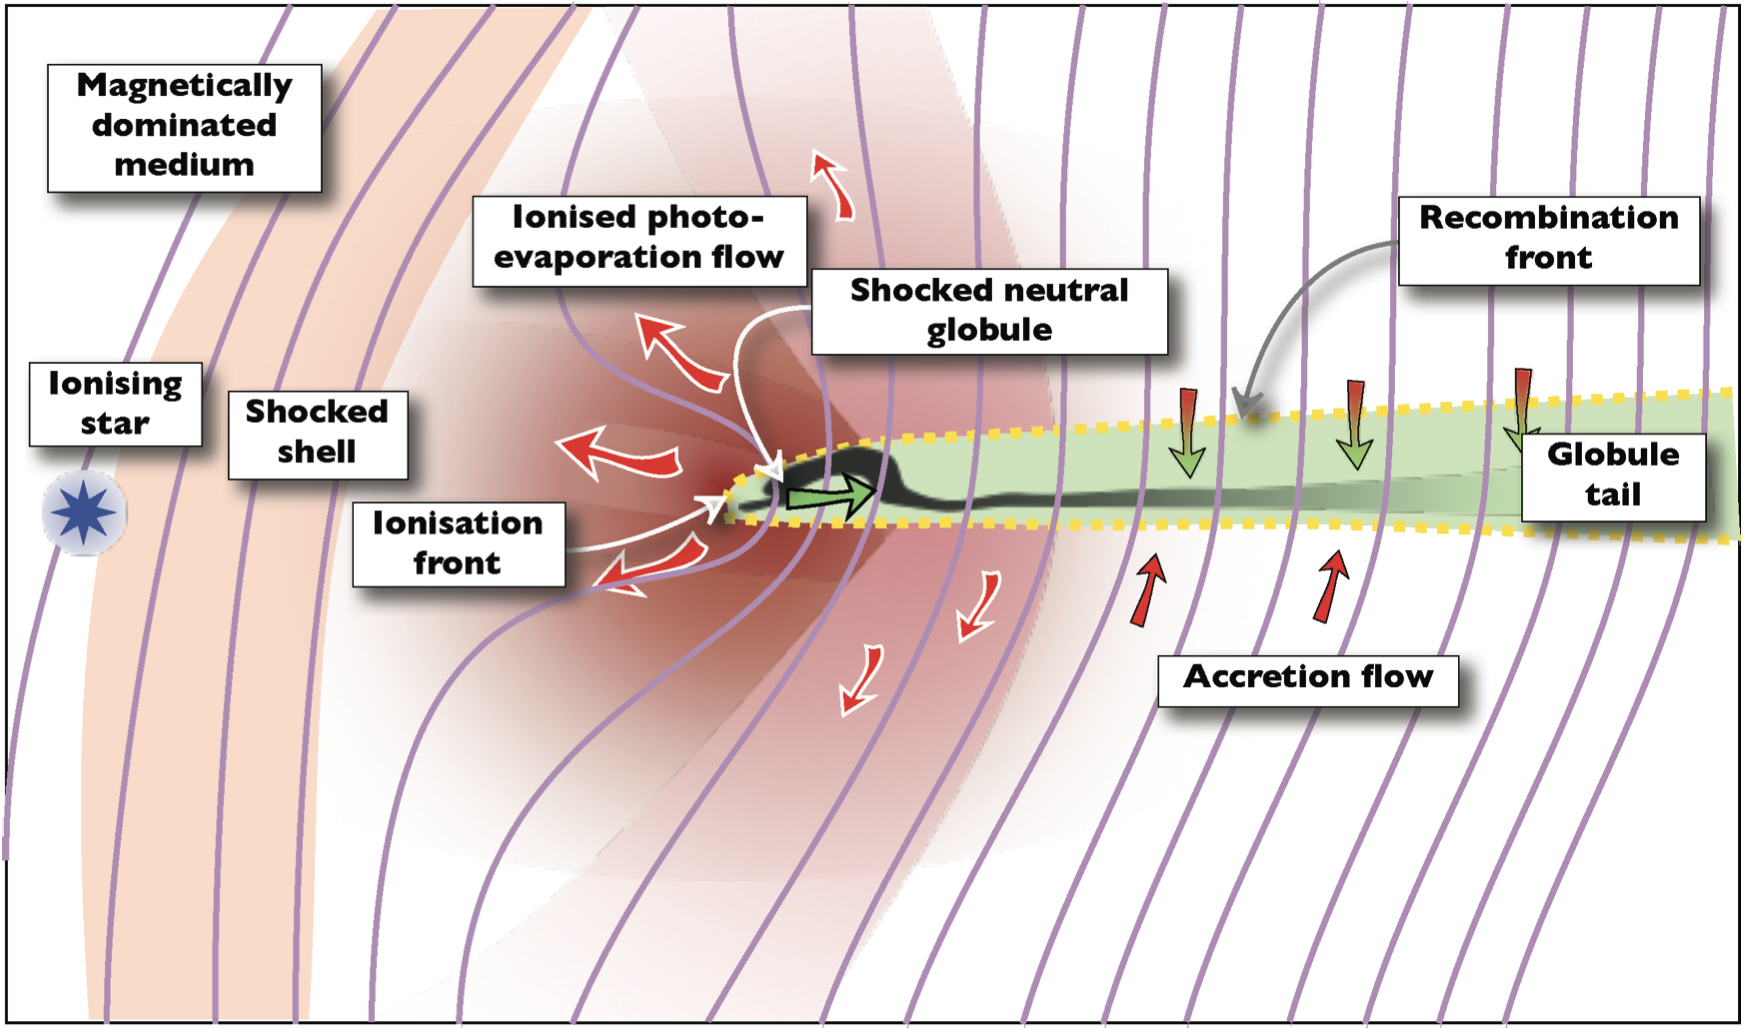 Magnetically
dominated
medium
Ionised photo-
evaporation flow
Recombination
front
Shocked neutral
globule
Ionising
star
Shocked
shell
Globule
tail
Ionisation
front
Accretion flow